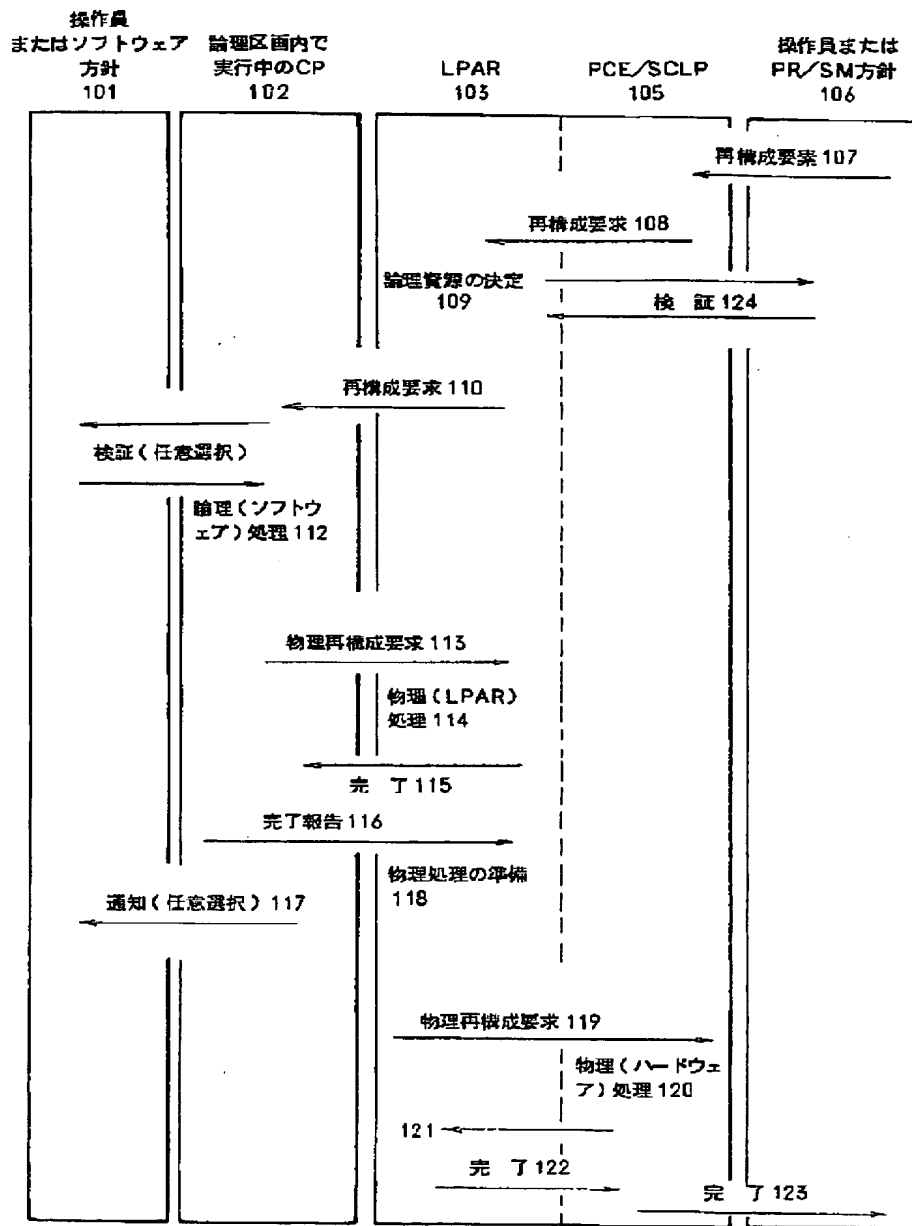 操作員
またはソフトウェア
方針
101
論理区画内で
実行中のCP
102
LPAR
103
PCE/SCLP
105
操作員または
PR/SM方針
106
再構成要素 107
再構成要求 108
論理資源の決定
109
検 証 124
再構成要求 110
検証(任意選択)
論理(ソフトウ
ェア)処理 112
物理再構成要求 113
物理(LPAR)
処理 114
完 了 115
完了報告 116
物理処理の準備
118
通知(任意選択) 117
物理再構成要求 119
物理(ハードウェ
ア)処理 120
121
完 了 122
完 了 123